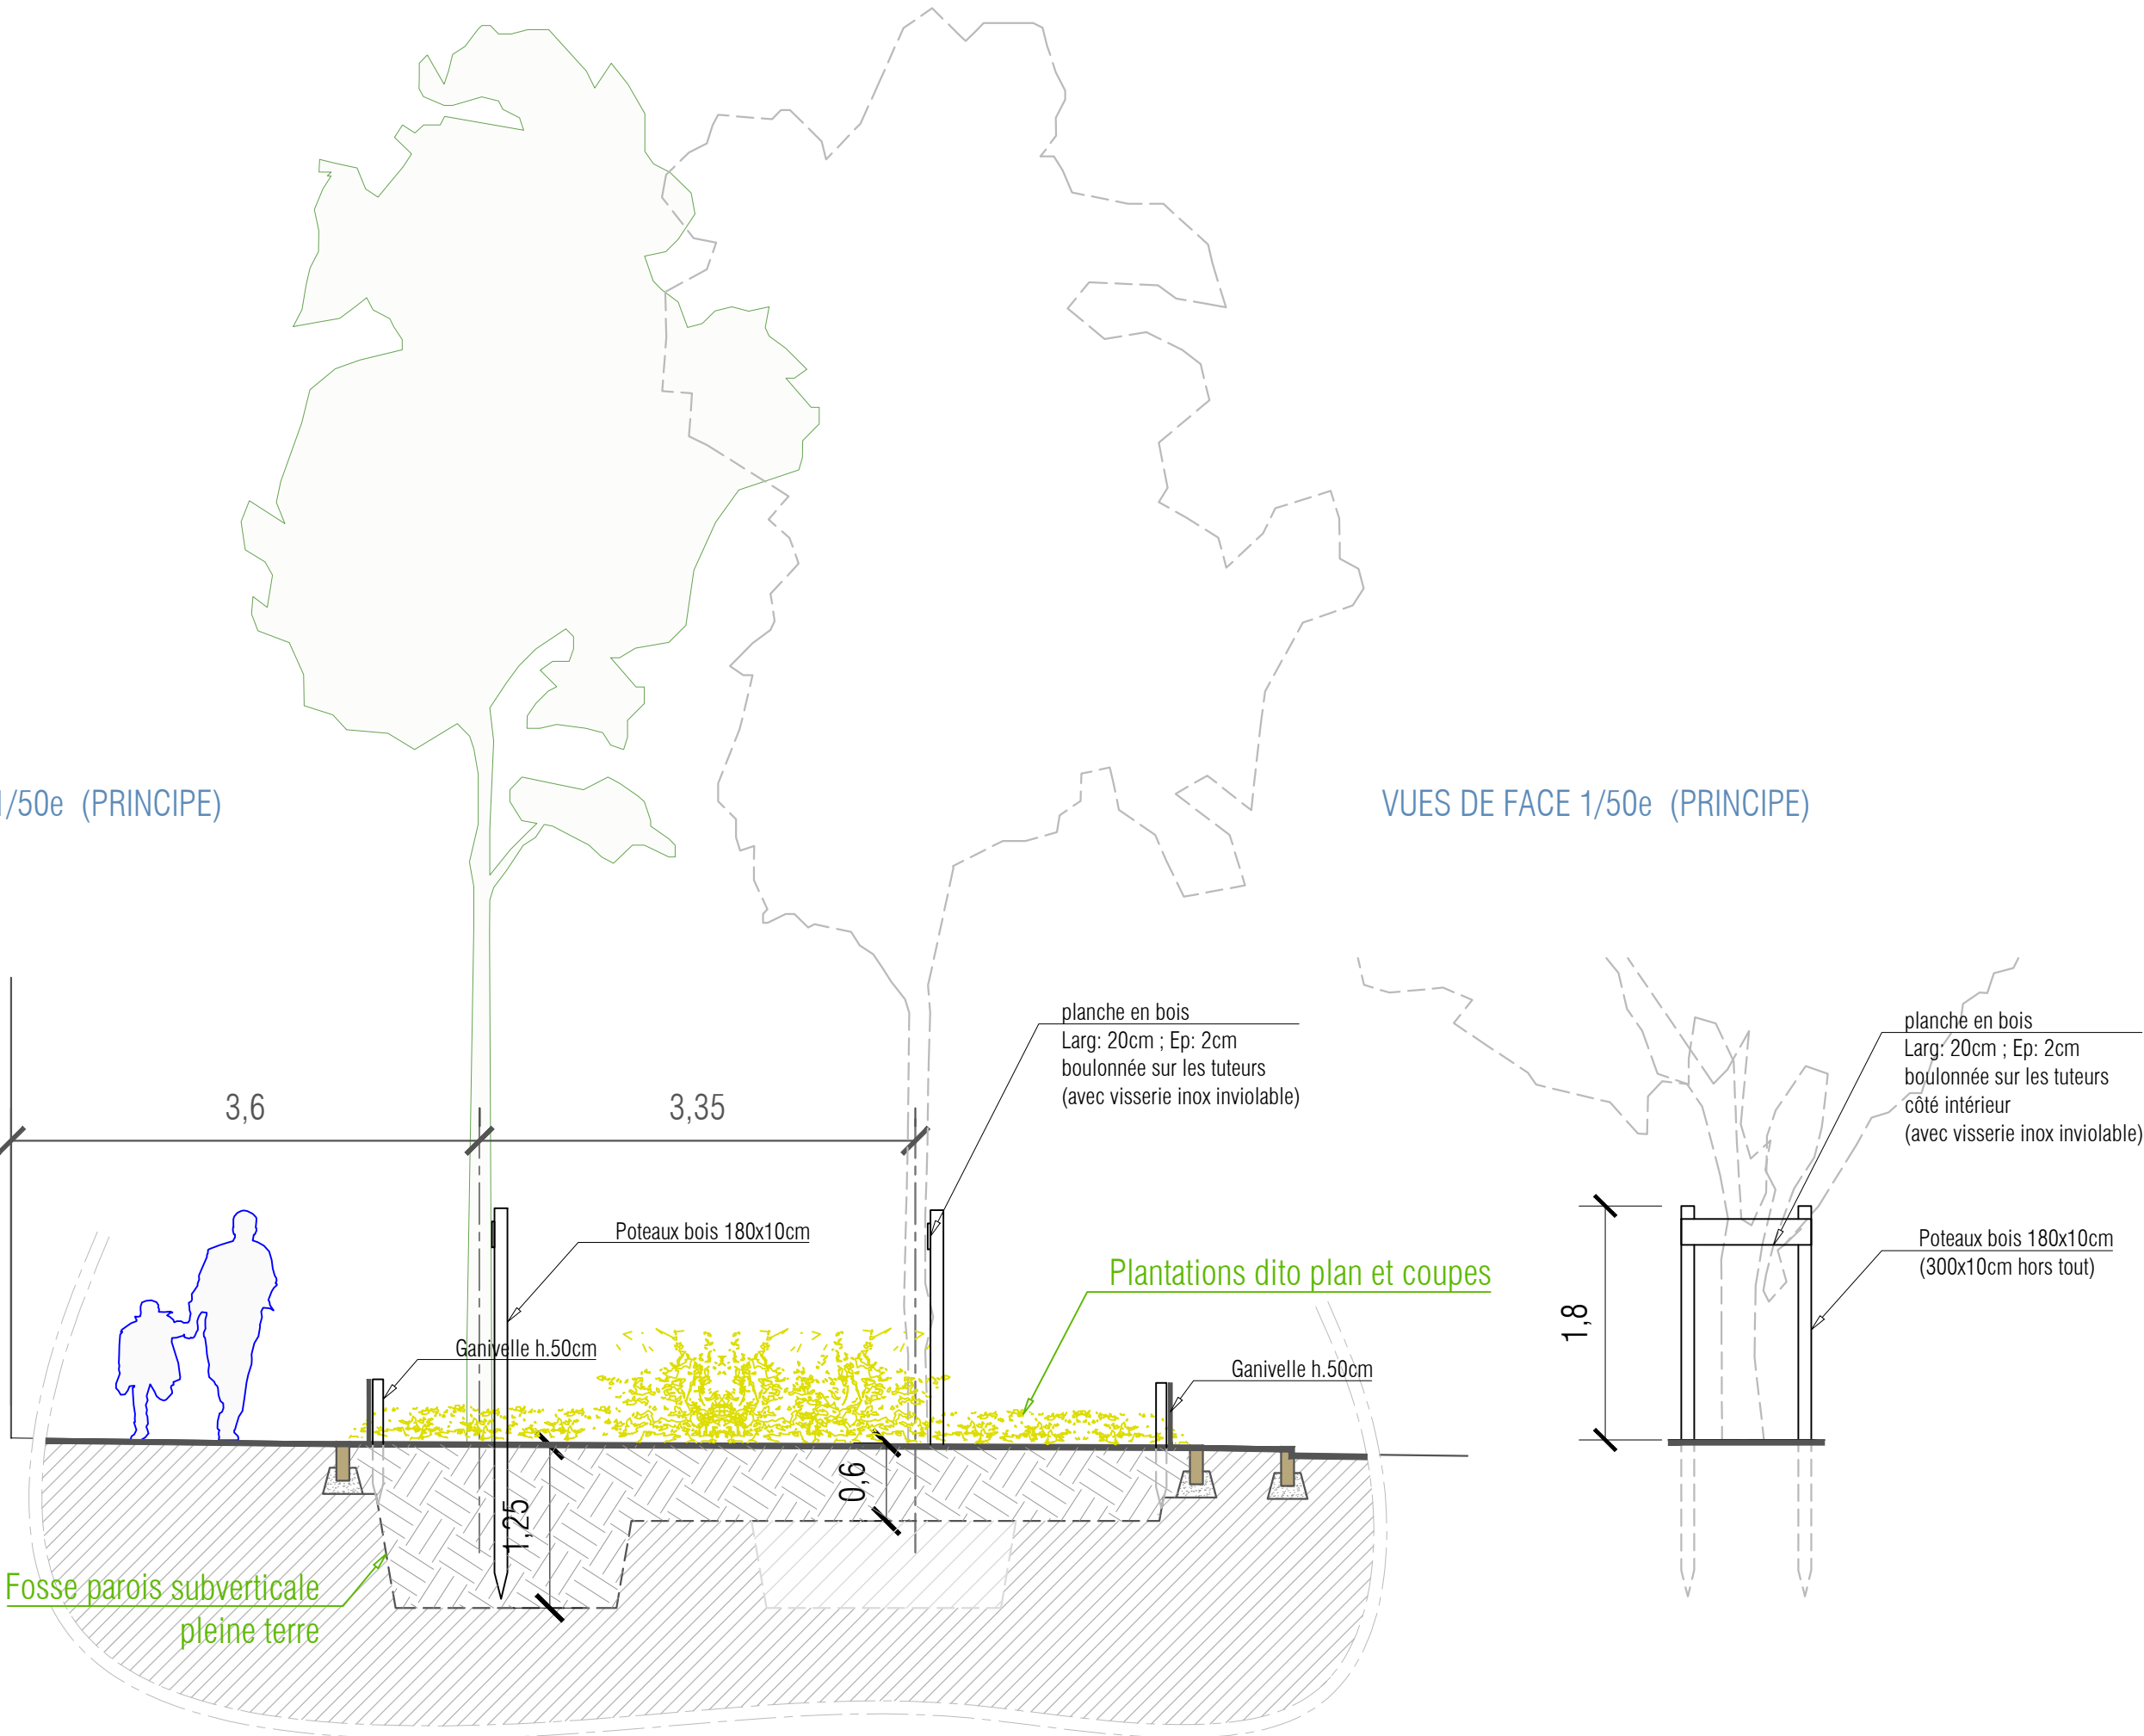 1/50e (PRINCIPE)
VUES DE FACE 1/50e (PRINCIPE)
planche en bois
Larg: 20cm ; Ep: 2cm
boulonnée sur les tuteurs
(avec visserie inox inviolable)
planche en bois
Larg: 20cm ; Ep: 2cm
boulonnée sur les tuteurs
côté intérieur
(avec visserie inox inviolable)
3,6
3,35
Poteaux bois 180x10cm
Plantations dito plan et coupes
Poteaux bois 180x10cm
(300x10cm hors tout)
1,8
Ganivelle h.50cm
Ganivelle h.50cm
0,6
1,25
Fosse parois subverticale
pleine terre